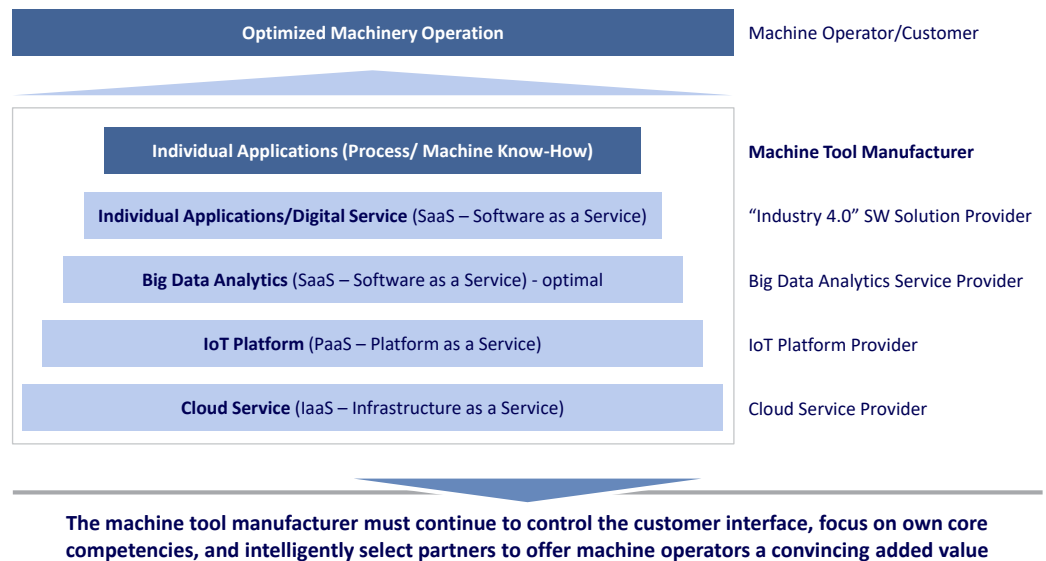 Optimized Machinery Operation
Machine Operator/Customer
Individual Applications (Process/ Machine Know-How)
Machine Tool Manufacturer
Individual Applications/Digital Service (SaaS – Software as a Service)
“Industry 4.0” SW Solution Provider
Big Data Analytics (SaaS – Software as a Service) - optimal
Big Data Analytics Service Provider
IoT Platform (PaaS – Platform as a Service)
IoT Platform Provider
Cloud Service (IaaS – Infrastructure as a Service)
Cloud Service Provider
The machine tool manufacturer must continue to control the customer interface, focus on own core
competencies, and intelligently select partners to offer machine operators a convincing added value